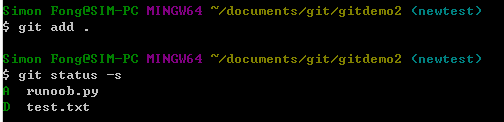 Simon Fong@SIM-PC MINGW64 ~/documents/git/gitdemo2 (newtest)
$ git add .
Simon Fong@SIM-PC MINGW64 ~/documents/git/gitdemo2 (newtest)
$ git status -s
A  runoob.py
D  test.txt